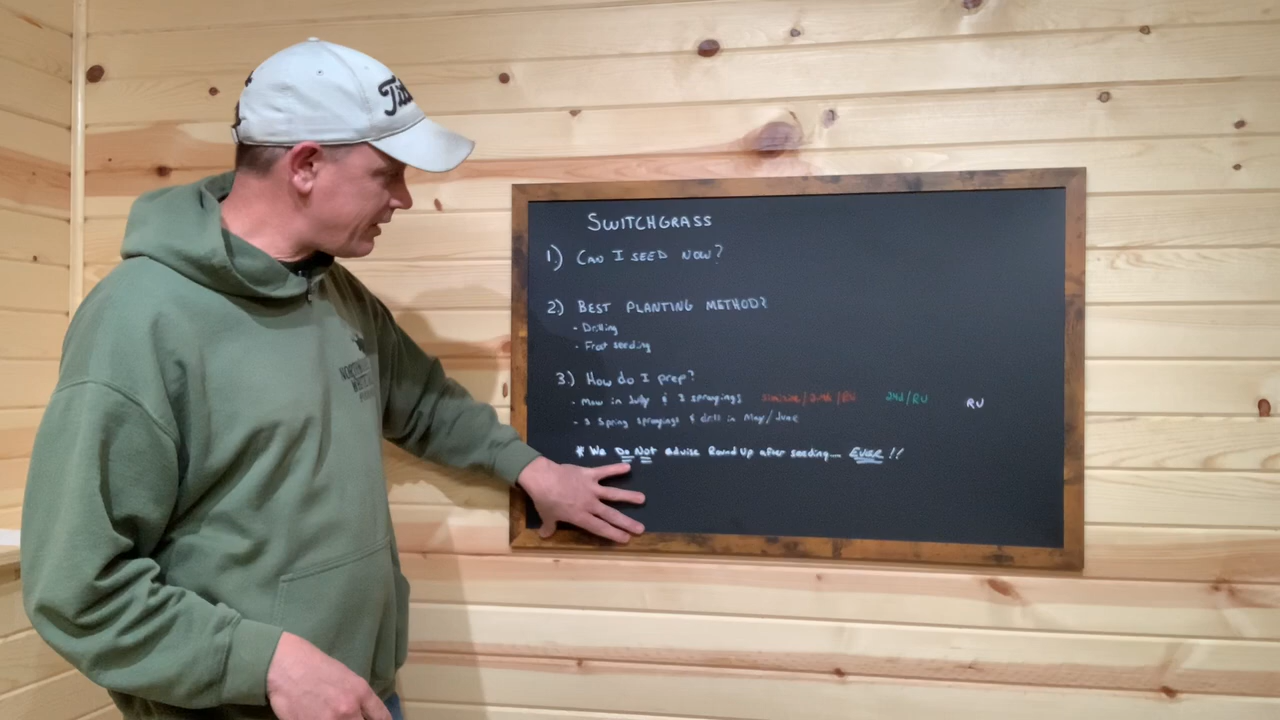 SWITCHGRASS
1.) CAN I SEED NOW?
2.) BEST PLANTING METHOD?
- Drilling
- Frost seeding
3.) How do I prep?
- Mow in July & 3 sprayings 2,4d/RU RU
- 3 Spring sprayings & drill in May/June
* We Do Not advise Round Up after seeding... EVER!!